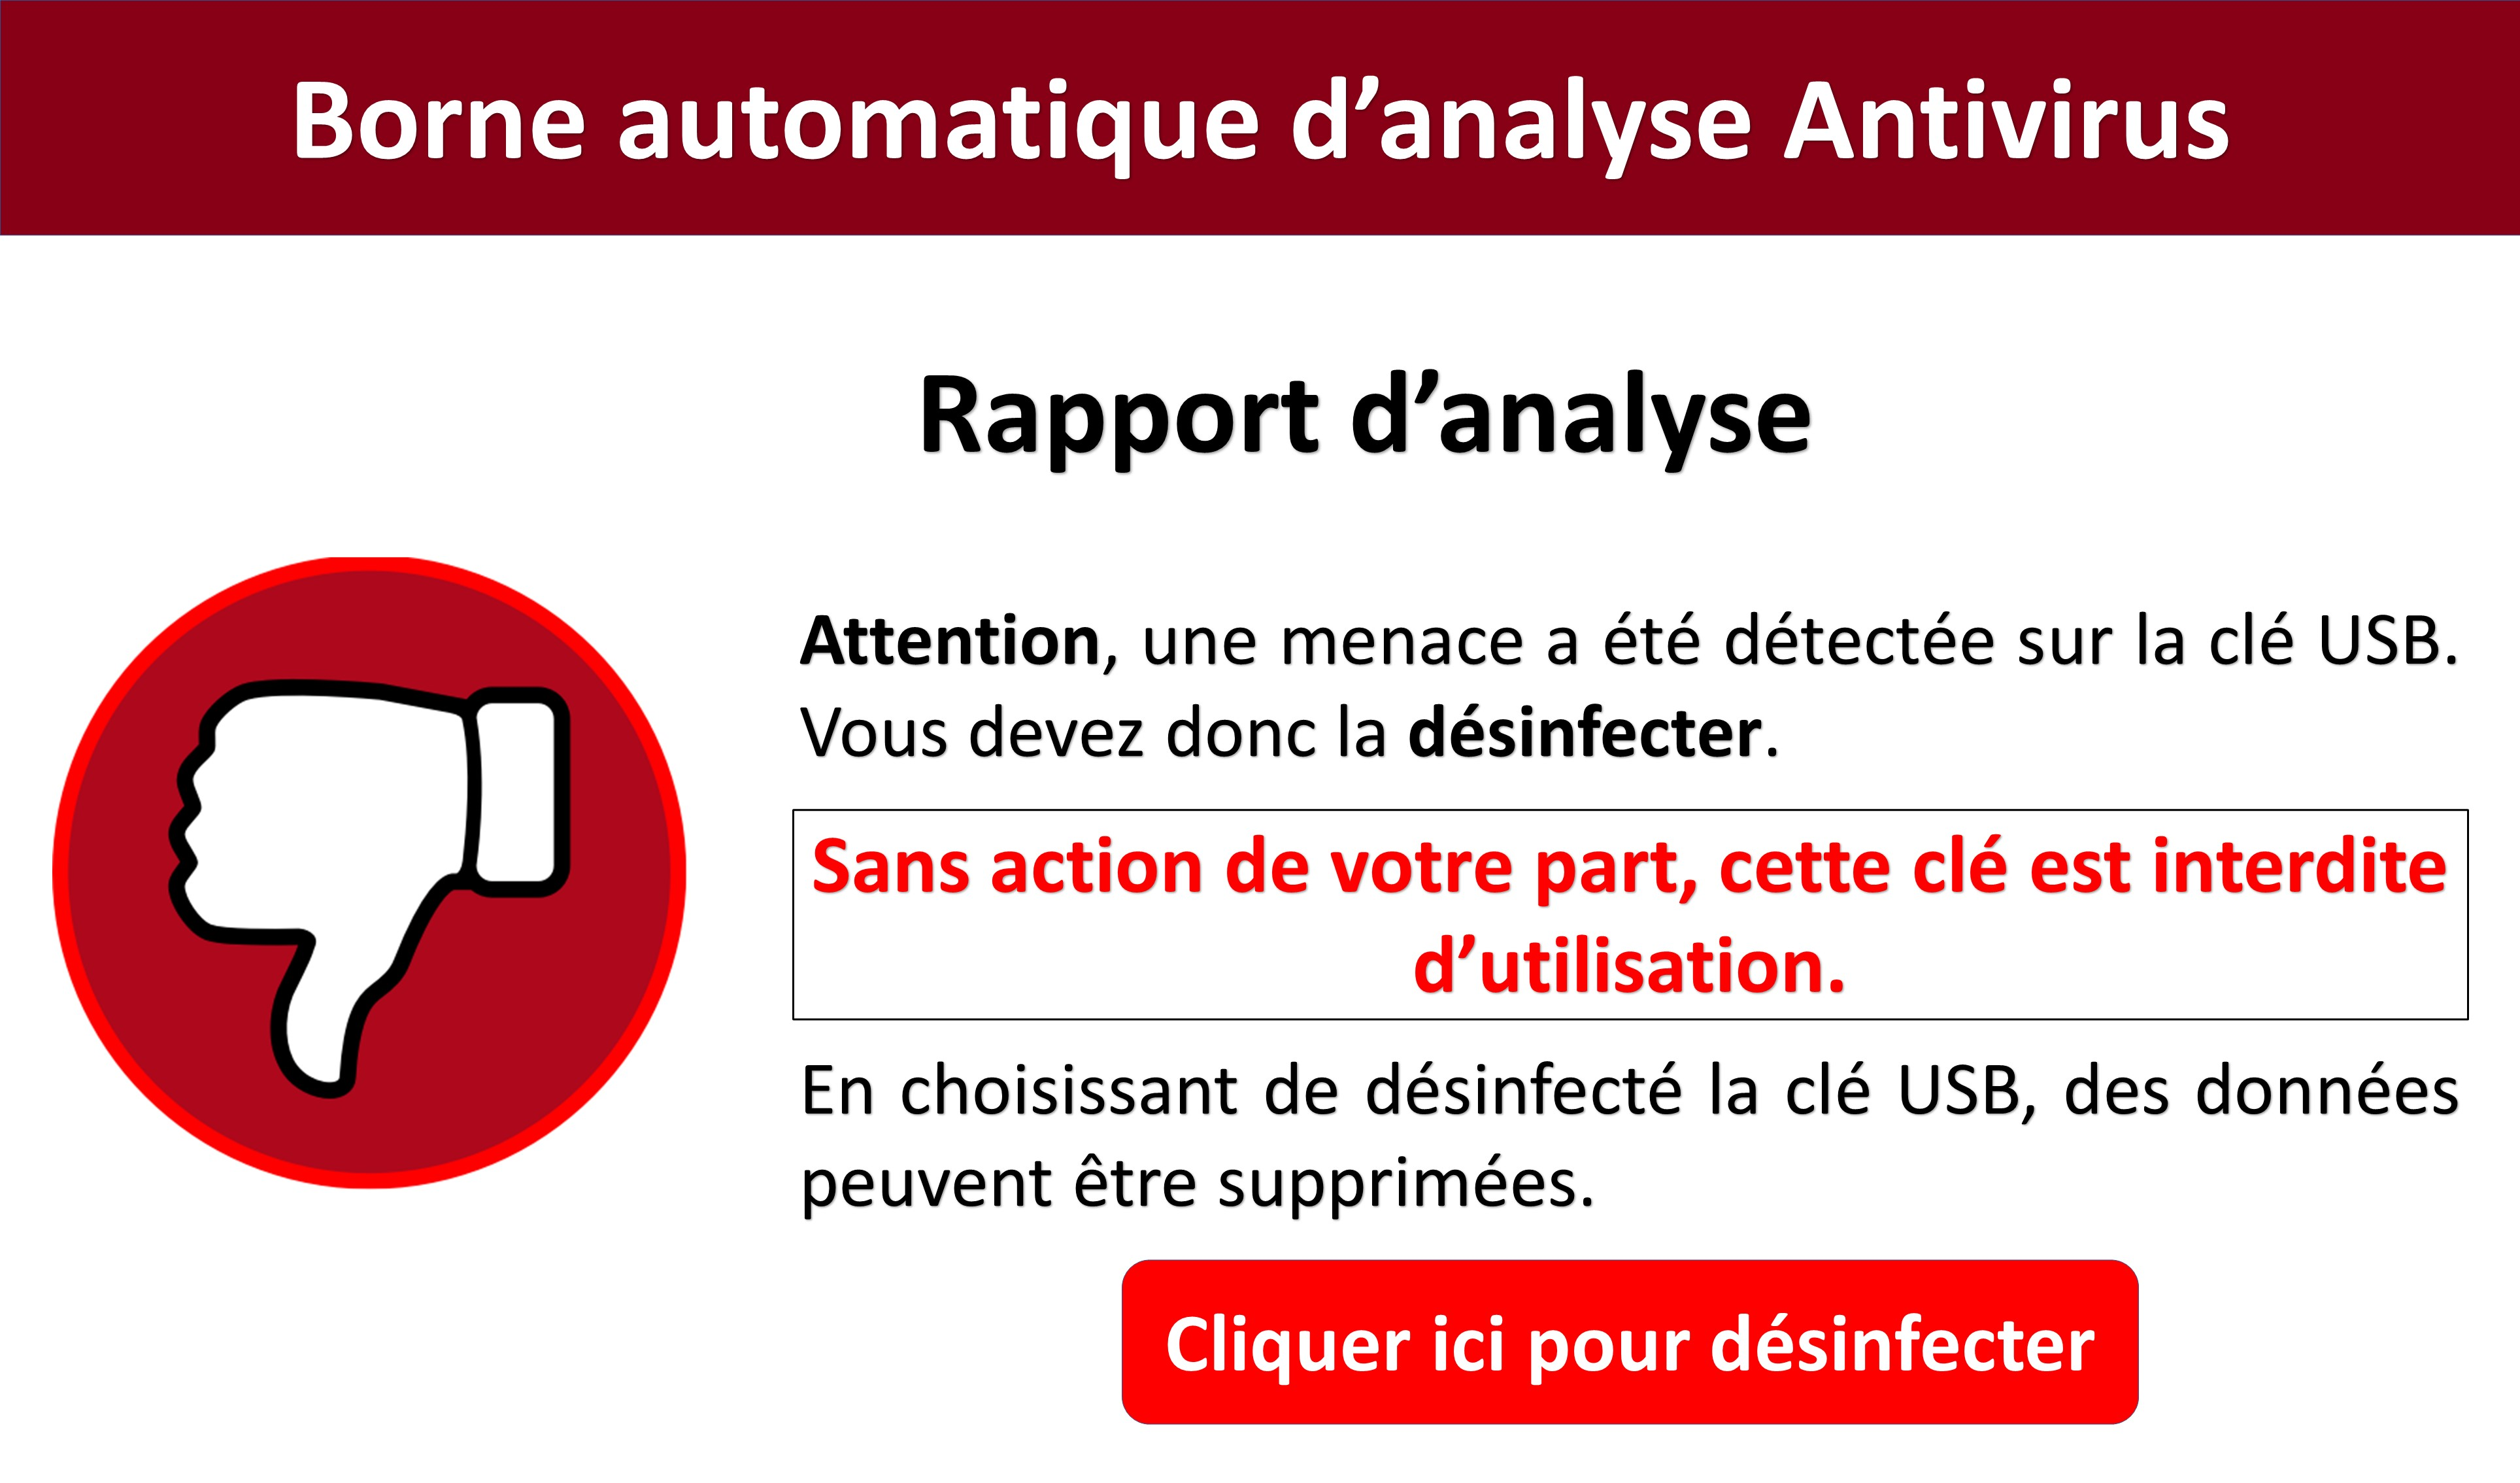 Borne automatique d’analyse Antivirus
Rapport d’analyse
Attention, une menace a été détectée sur la clé USB.
Vous devez donc la désinfecter.
Sans action de votre part, cette clé est interdite
d’utilisation.
En choisissant de désinfecté la clé USB, des données
peuvent être supprimées.
Cliquer ici pour désinfecter